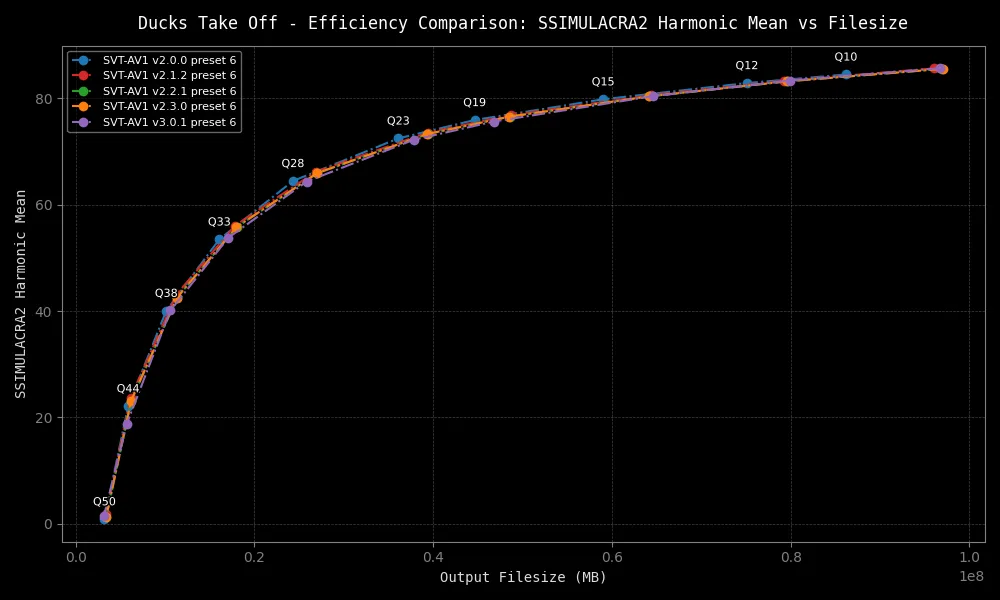 Ducks Take Off - Efficiency Comparison: SSIMULACRA2 Harmonic Mean vs Filesize
SVT-AV1 v2.0.0 preset 6
SVT-AV1 v2.1.2 preset 6
SVT-AV1 v2.2.1 preset 6
SVT-AV1 v2.3.0 preset 6
SVT-AV1 v3.0.1 preset 6
Q10
Q12
Q15
Q19
Q23
Q28
Q33
Q38
Q44
Q50
80
60
40
20
0
SSIMULACRA2 Harmonic Mean
0.0 0.2 0.4 0.6 0.8 1.0
1e8
Output Filesize (MB)